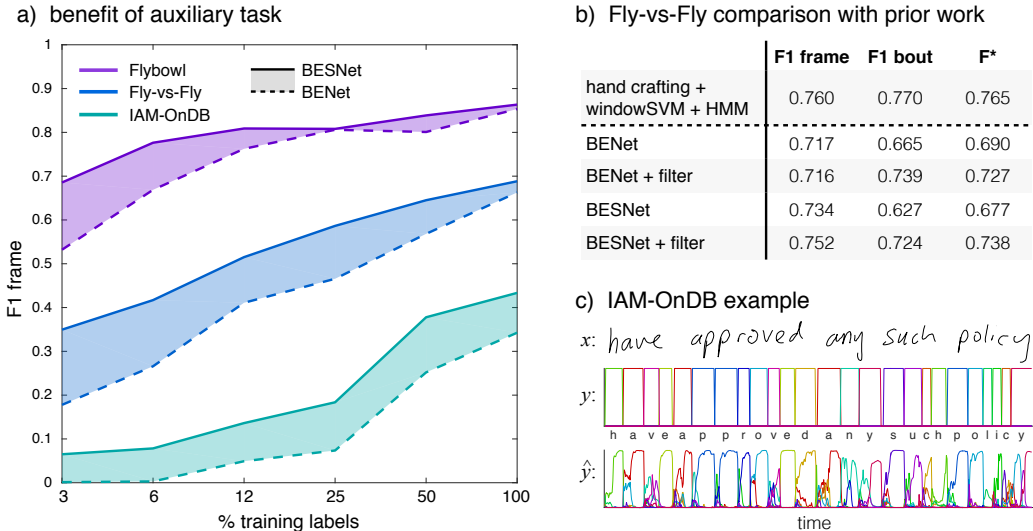 a) benefit of auxiliary task
F1 frame
1
0.9
0.8
0.7
0.6
0.5
0.4
0.3
0.2
0.1
0
3 6 12 25 50 100
% training labels
Flybowl
Fly-vs-Fly
IAM-OnDB
BESNet
BENet
b) Fly-vs-Fly comparison with prior work
F1 frame F1 bout F*
hand crafting +
windowSVM + HMM 0.760 0.770 0.765
BENet 0.717 0.665 0.690
BENet + filter 0.716 0.739 0.727
BESNet 0.734 0.627 0.677
BESNet + filter 0.752 0.724 0.738
c) IAM-OnDB example
x: have approved any such policy
y:
h a v e a p p r o v e d a n y s u c h p o l i c y
ŷ:
time